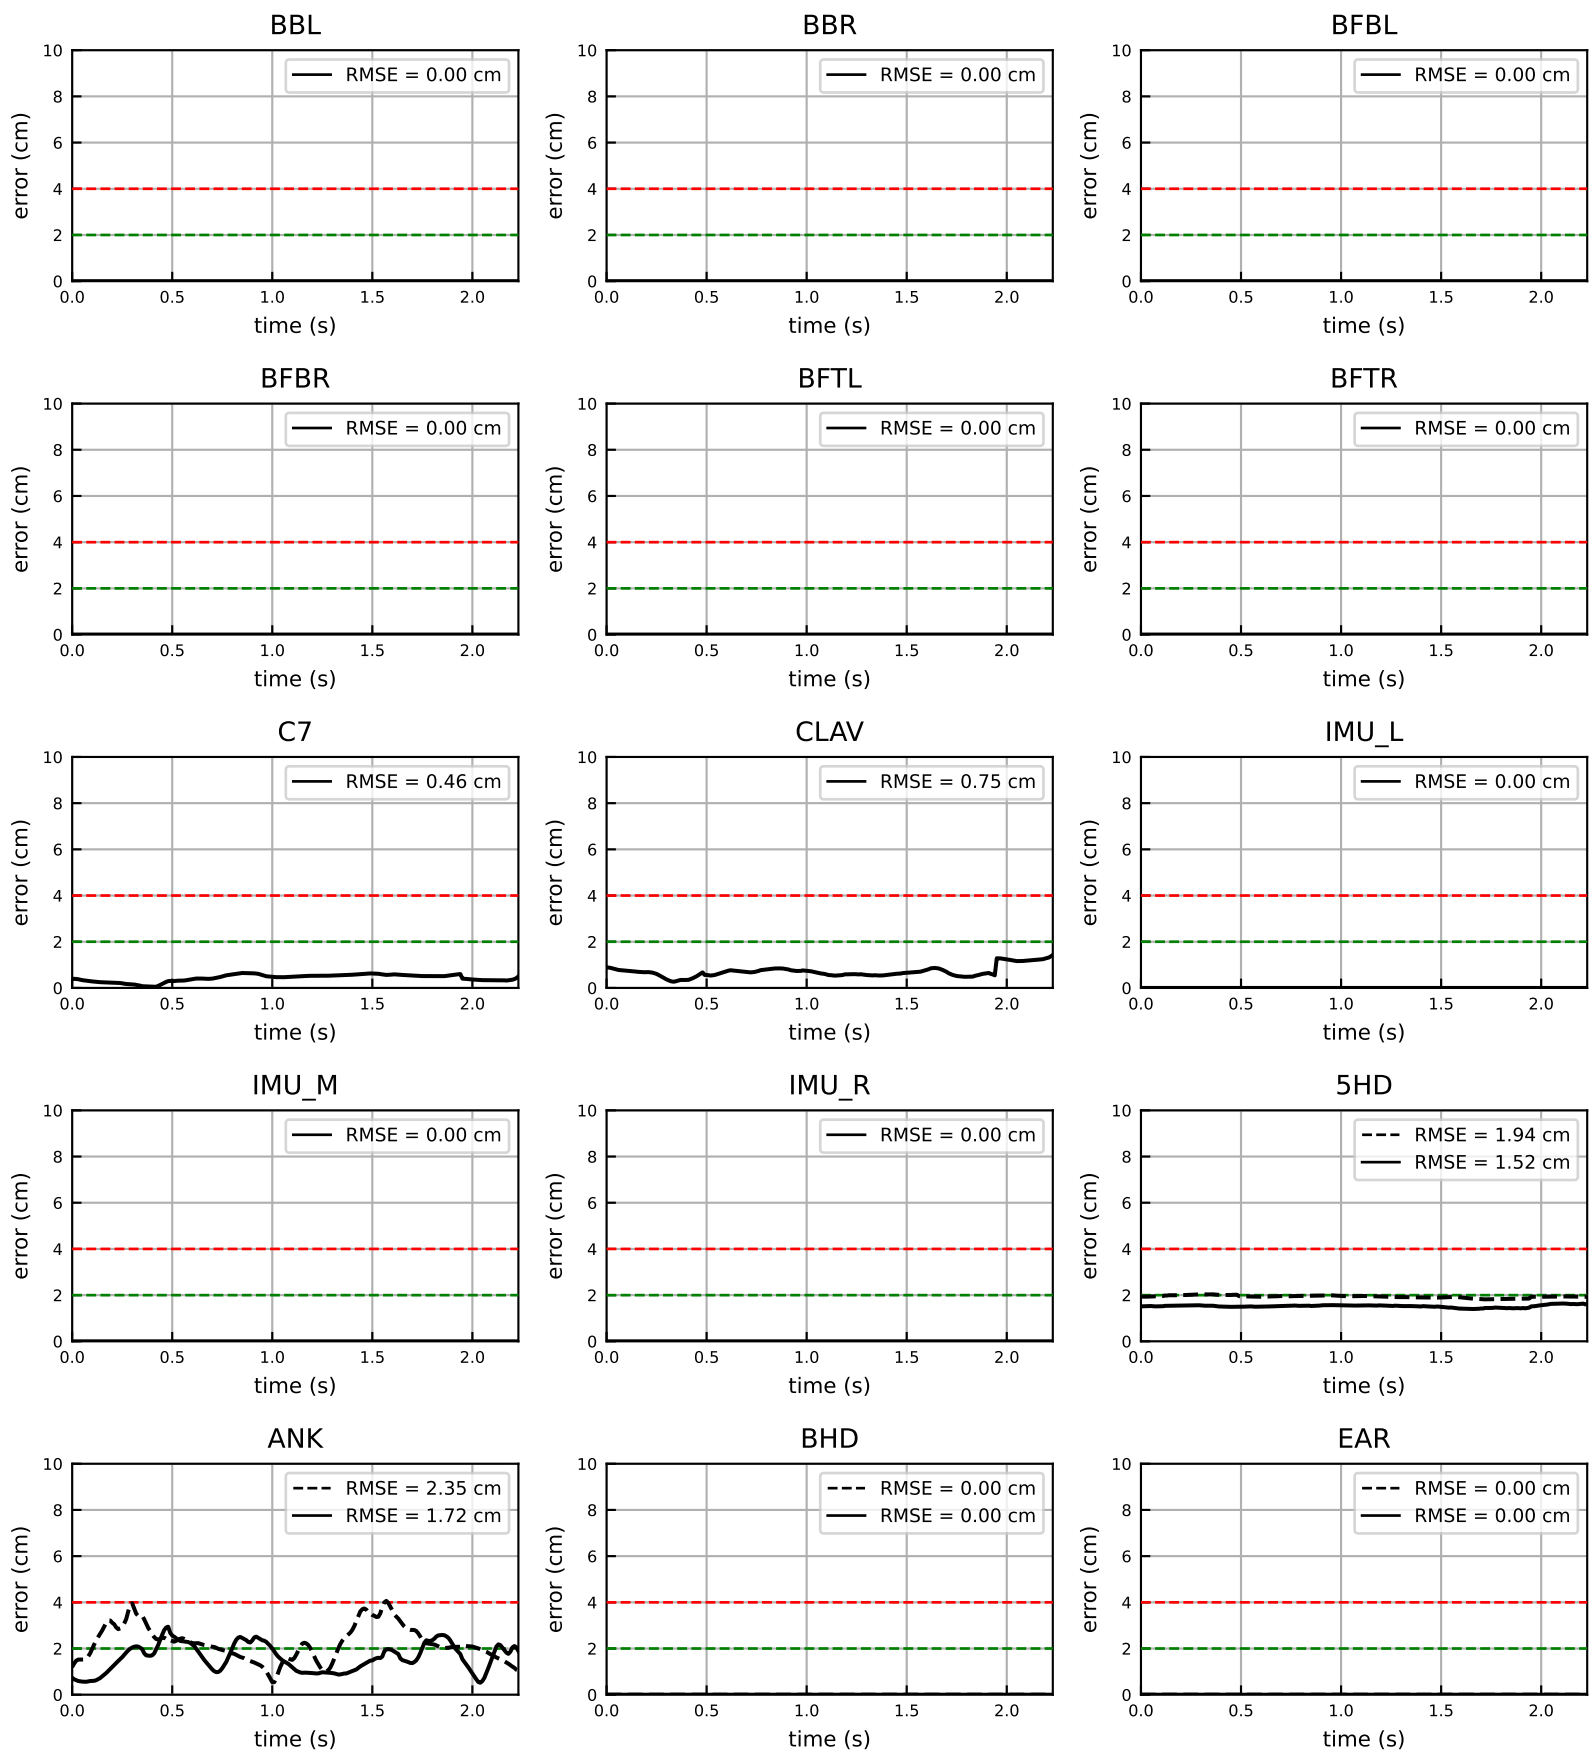 BBL
BBR
BFBL
10
8
6
4
2
0
error (cm)
RMSE = 0.00 cm
0.0 0.5 1.0 1.5 2.0
time (s)
10
8
6
4
2
0
error (cm)
RMSE = 0.00 cm
0.0 0.5 1.0 1.5 2.0
time (s)
10
8
6
4
2
0
error (cm)
RMSE = 0.00 cm
0.0 0.5 1.0 1.5 2.0
time (s)
BFBR
BFTL
BFTR
10
8
6
4
2
0
error (cm)
RMSE = 0.00 cm
0.0 0.5 1.0 1.5 2.0
time (s)
10
8
6
4
2
0
error (cm)
RMSE = 0.00 cm
0.0 0.5 1.0 1.5 2.0
time (s)
10
8
6
4
2
0
error (cm)
RMSE = 0.00 cm
0.0 0.5 1.0 1.5 2.0
time (s)
C7
CLAV
IMU_L
10
8
6
4
2
0
error (cm)
RMSE = 0.46 cm
0.0 0.5 1.0 1.5 2.0
time (s)
10
8
6
4
2
0
error (cm)
RMSE = 0.75 cm
0.0 0.5 1.0 1.5 2.0
time (s)
10
8
6
4
2
0
error (cm)
RMSE = 0.00 cm
0.0 0.5 1.0 1.5 2.0
time (s)
IMU_M
IMU_R
5HD
10
8
6
4
2
0
error (cm)
RMSE = 0.00 cm
0.0 0.5 1.0 1.5 2.0
time (s)
10
8
6
4
2
0
error (cm)
RMSE = 0.00 cm
0.0 0.5 1.0 1.5 2.0
time (s)
10
8
6
4
2
0
error (cm)
RMSE = 1.94 cm
RMSE = 1.52 cm
0.0 0.5 1.0 1.5 2.0
time (s)
ANK
BHD
EAR
10
8
6
4
2
0
error (cm)
RMSE = 2.35 cm
RMSE = 1.72 cm
0.0 0.5 1.0 1.5 2.0
time (s)
10
8
6
4
2
0
error (cm)
RMSE = 0.00 cm
RMSE = 0.00 cm
0.0 0.5 1.0 1.5 2.0
time (s)
10
8
6
4
2
0
error (cm)
RMSE = 0.00 cm
RMSE = 0.00 cm
0.0 0.5 1.0 1.5 2.0
time (s)